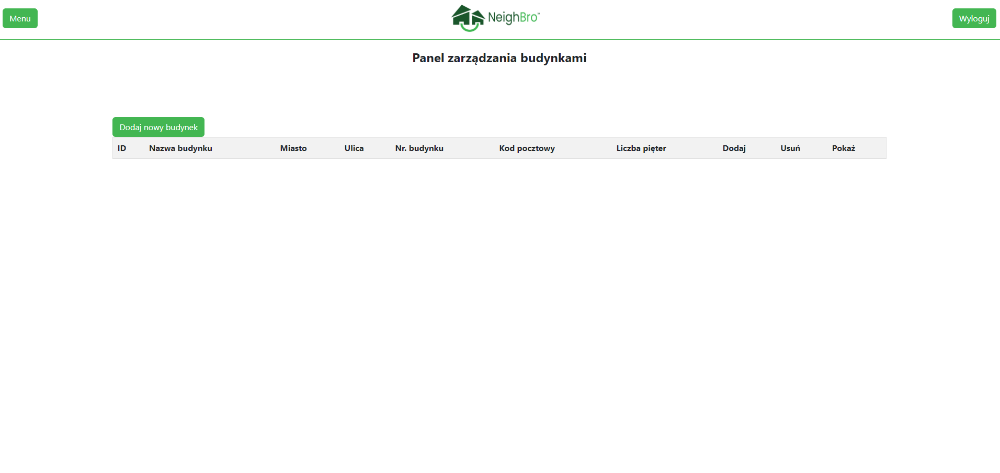 Menu
NeighBro™
Wyloguj
Panel zarządzania budynkami
Dodaj nowy budynek
ID Nazwa budynku Miasto Ulica Nr. budynku Kod pocztowy Liczba pięter Dodaj Usuń Pokaż